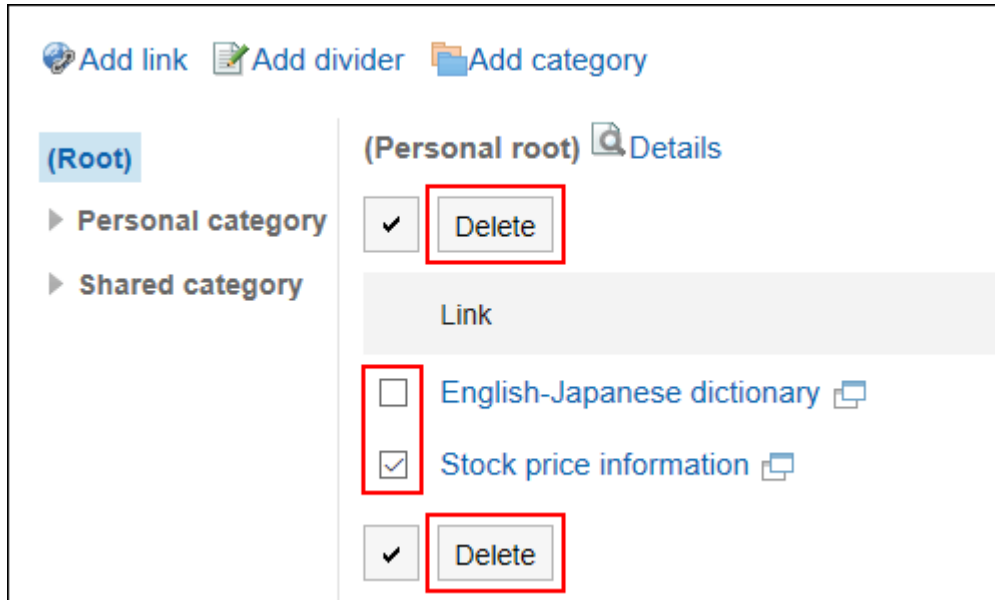 Add link Add divider Add category
(Root)
Personal category
Shared category
(Personal root) Details
Delete
Link
English-Japanese dictionary
Stock price information
Delete